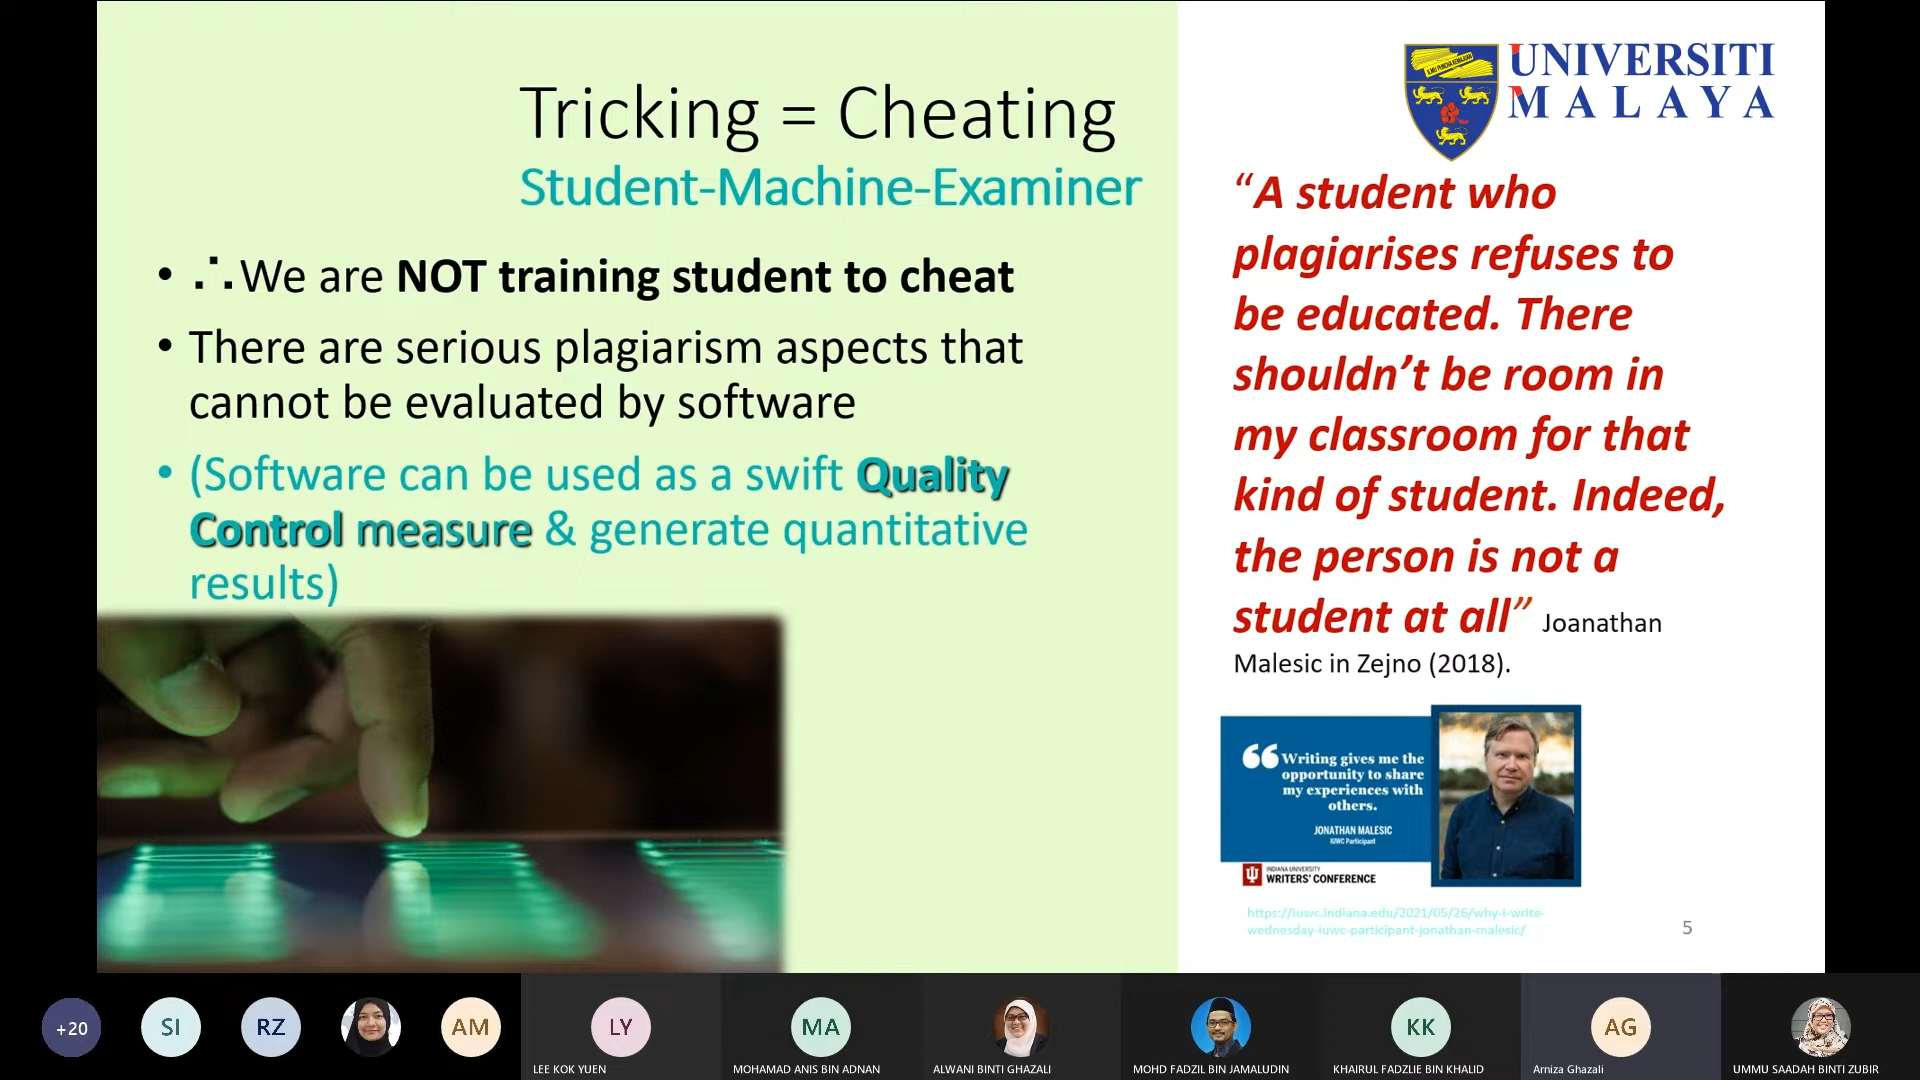 Tricking = Cheating
Student-Machine-Examiner
• ∴We are NOT training student to cheat
• There are serious plagiarism aspects that
cannot be evaluated by software
• (Software can be used as a swift Quality
Control measure & generate quantitative
results)
UNIVERSITI
MALAYA
ILMU PUNCA KEMAJUAN
“A student who
plagiarises refuses to
be educated. There
shouldn’t be room in
my classroom for that
kind of student. Indeed,
the person is not a
student at all” Joanathan
Malesic in Zejno (2018).
“Writing gives me the
opportunity to share
my experiences with
others.
JONATHAN MALESIC
IUWC Participant
INDIANA UNIVERSITY
WRITERS' CONFERENCE
https://iuwc.indiana.edu/2021/05/26/why-i-write-
wednesday-iuwc-participant-jonathan-malesic/
5
+20
SI
RZ
AM
LY
LEE KOK YUEN
MA
MOHAMAD ANIS BIN ADNAN
ALWANI BINTI GHAZALI
MOHD FADZIL BIN JAMALUDIN
KK
KHAIRUL FADZLIE BIN KHALID
AG
Arniza Ghazali
UMMU SAADAH BINTI ZUBIR